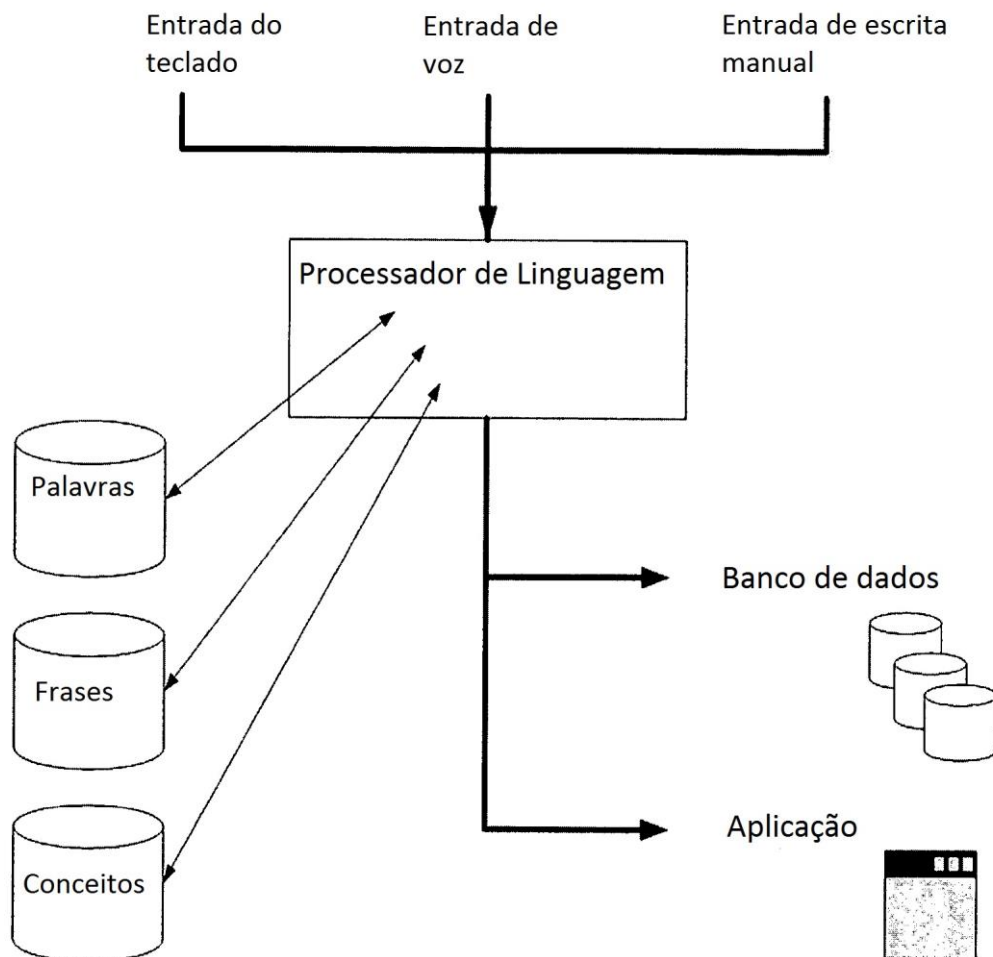 Entrada do
teclado
Entrada de
voz
Entrada de escrita
manual
Processador de Linguagem
Palavras
Frases
Conceitos
Banco de dados
Aplicação